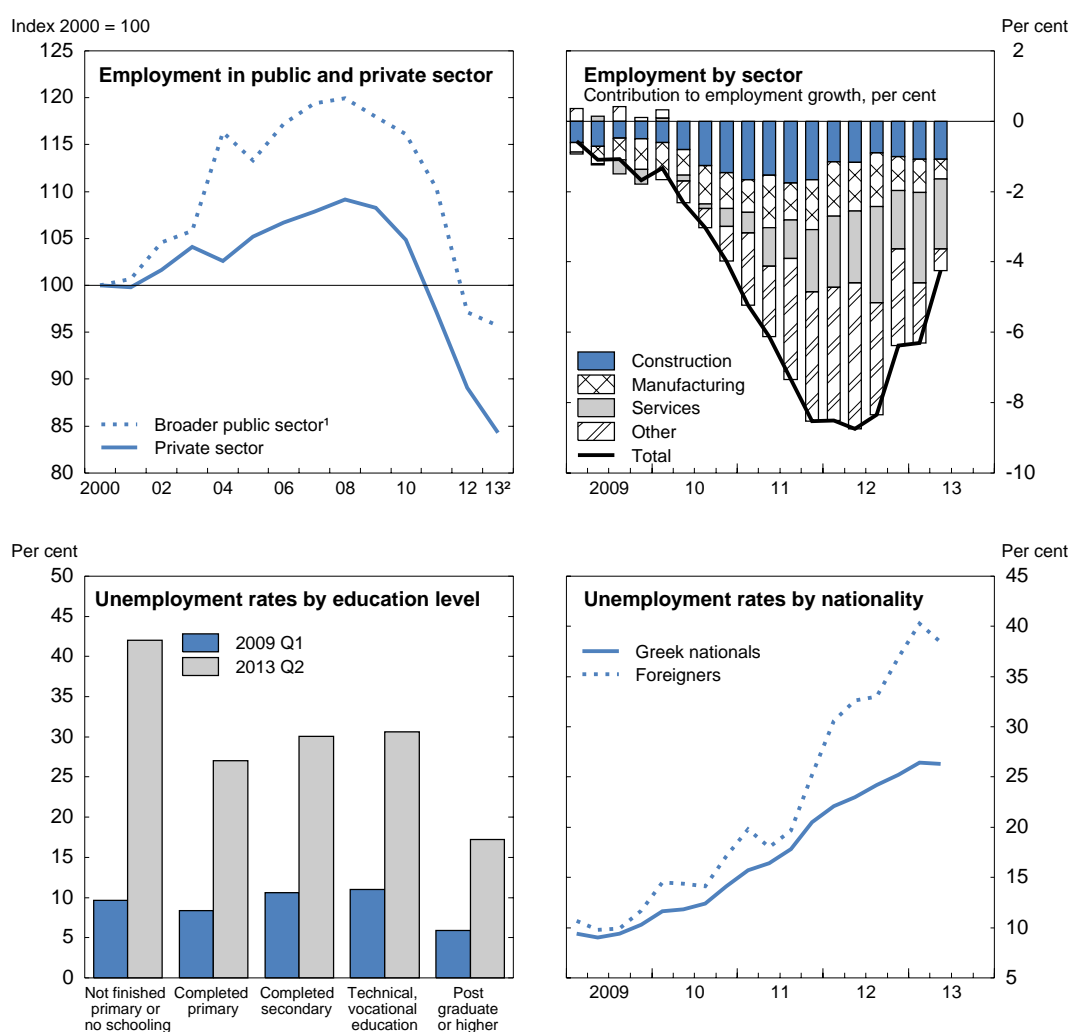 Index 2000 = 100
Employment in public and private sector
125
120
115
110
105
100
95
90
85
80
Broader public sector¹
Private sector
2000 02 04 06 08 10 12 13²
Per cent
Employment by sector
Contribution to employment growth, per cent
2
0
-2
-4
-6
-8
-10
Construction
Manufacturing
Services
Other
Total
2009 10 11 12 13
Per cent
Unemployment rates by education level
50
45
40
35
30
25
20
15
10
5
0
2009 Q1
2013 Q2
Not finished
primary or
no schooling
Completed
primary
Completed
secondary
Technical,
vocational
education
Post
graduate
or higher
Per cent
Unemployment rates by nationality
45
40
35
30
25
20
15
10
5
Greek nationals
Foreigners
2009 10 11 12 13